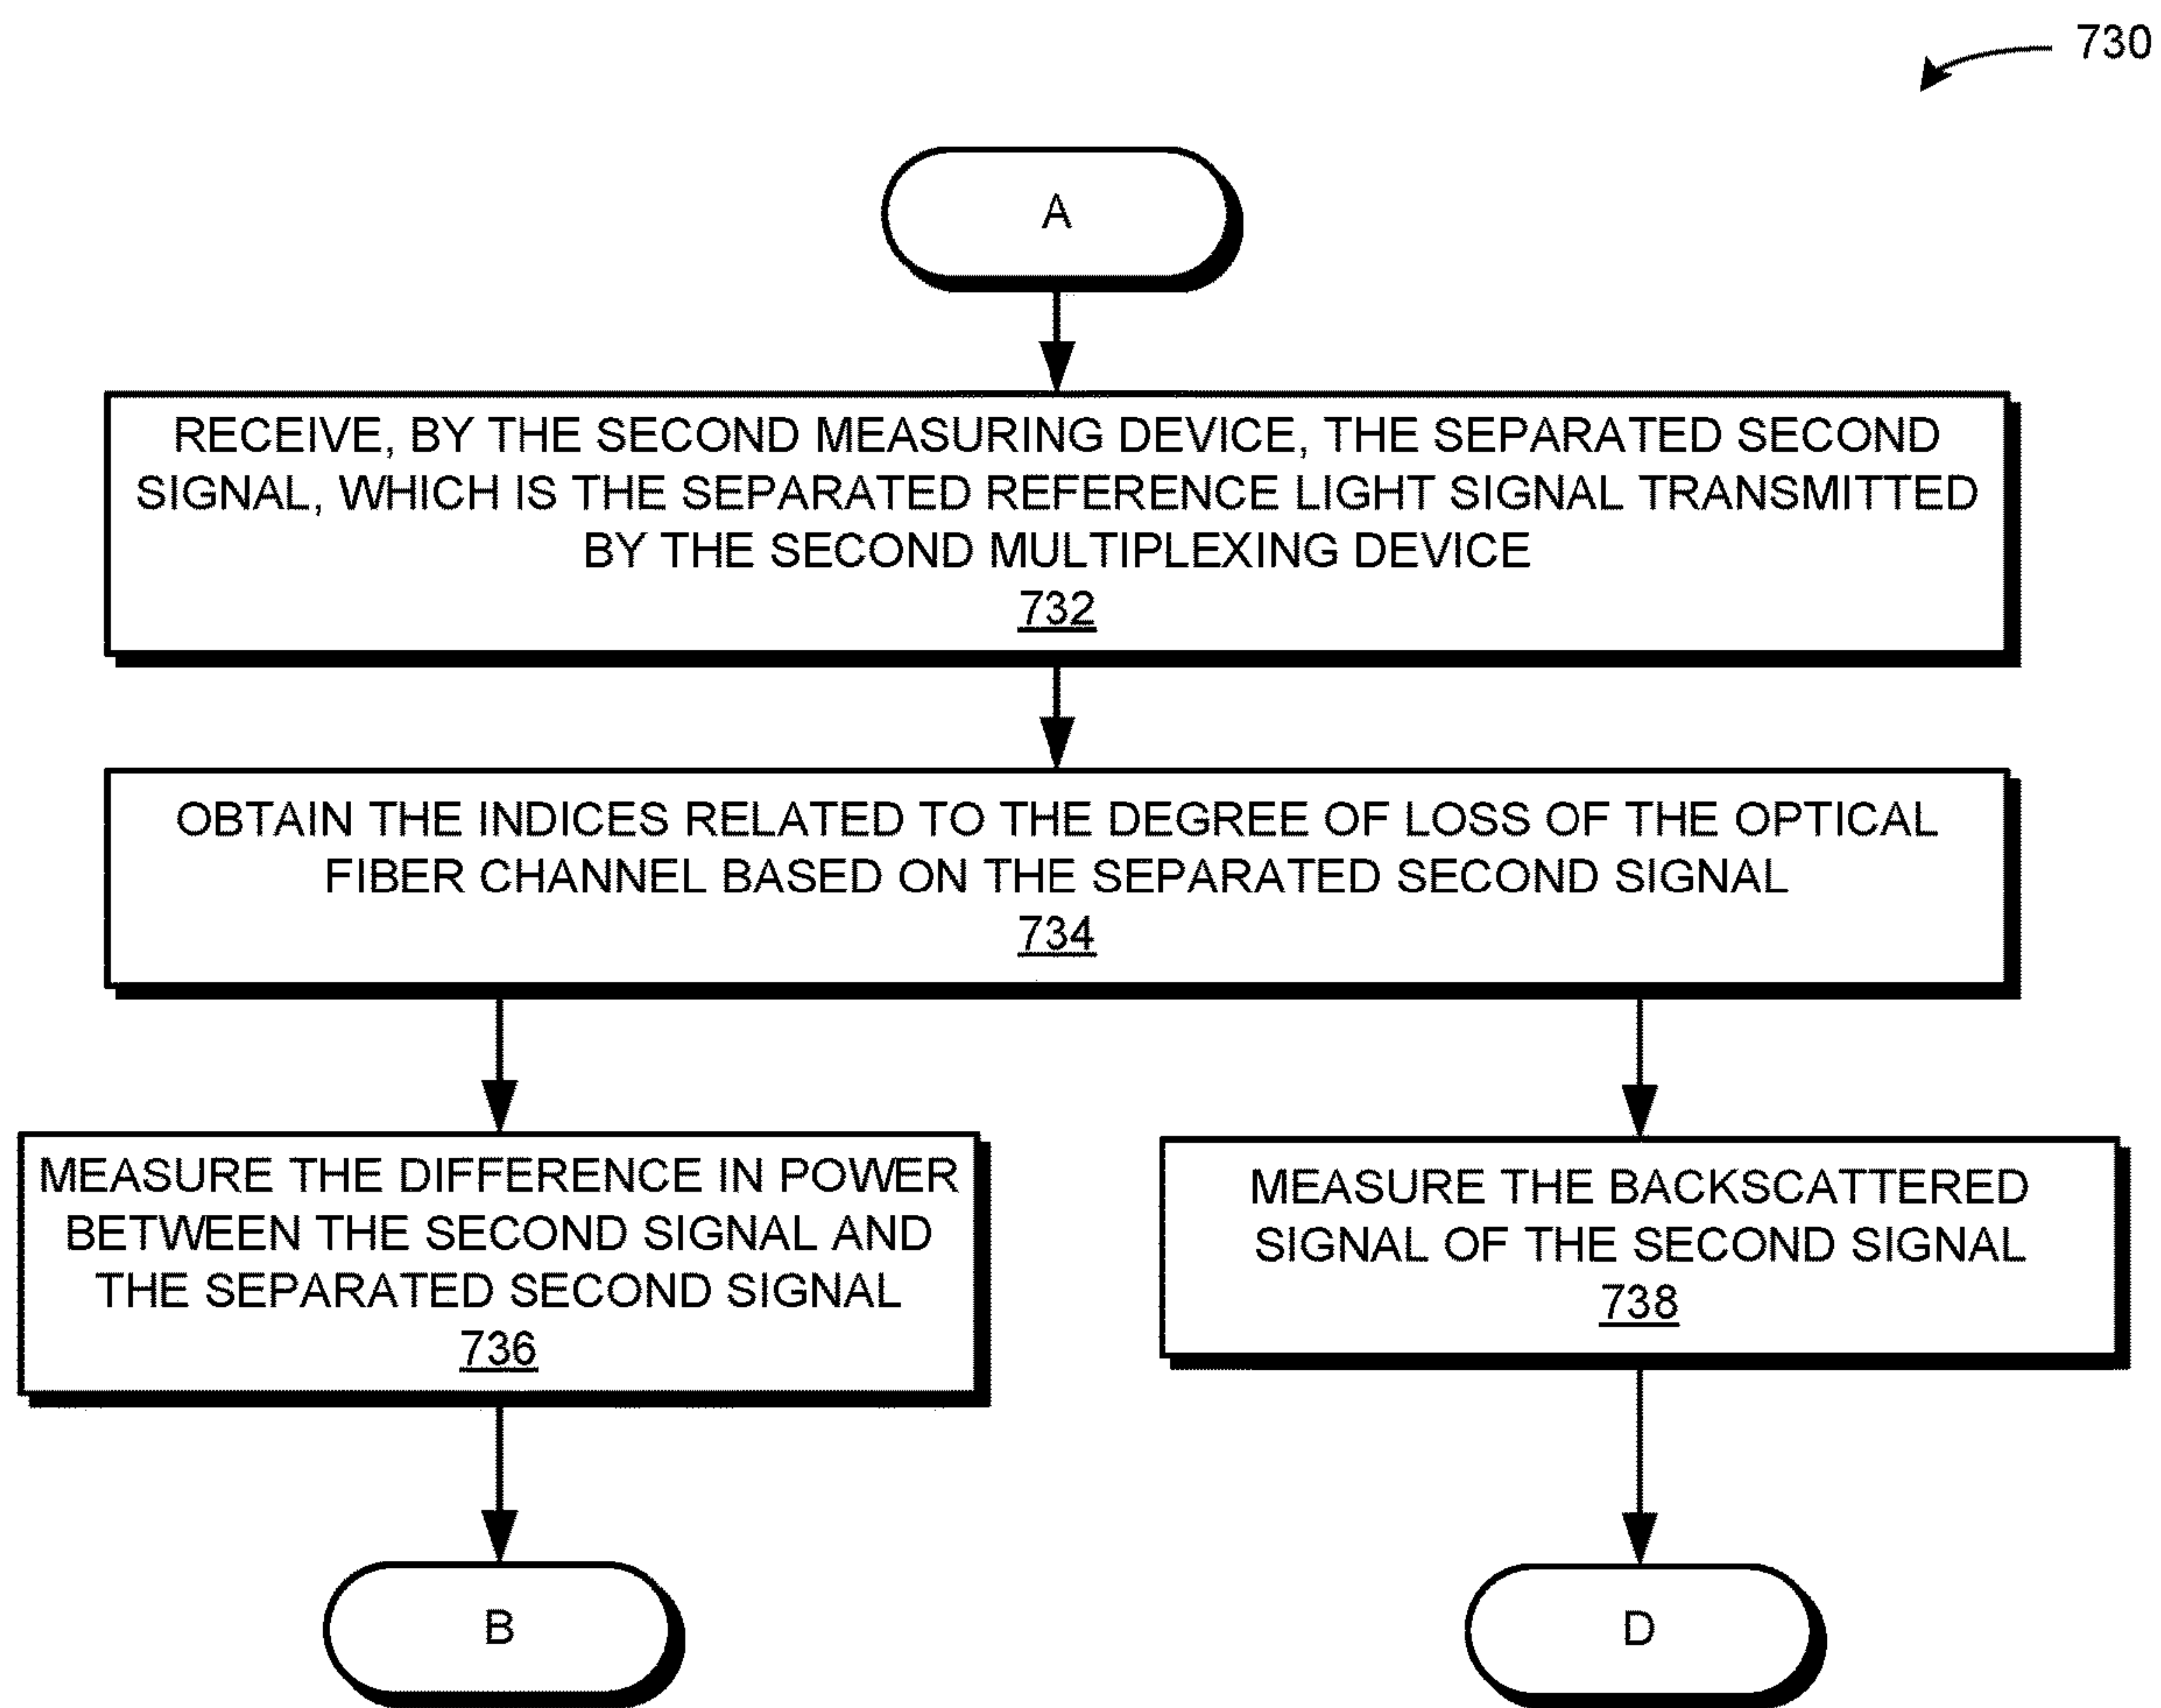 730
A
RECEIVE, BY THE SECOND MEASURING DEVICE, THE SEPARATED SECOND
SIGNAL, WHICH IS THE SEPARATED REFERENCE LIGHT SIGNAL TRANSMITTED
BY THE SECOND MULTIPLEXING DEVICE
732
OBTAIN THE INDICES RELATED TO THE DEGREE OF LOSS OF THE OPTICAL
FIBER CHANNEL BASED ON THE SEPARATED SECOND SIGNAL
734
MEASURE THE DIFFERENCE IN POWER
BETWEEN THE SECOND SIGNAL AND
THE SEPARATED SECOND SIGNAL
736
MEASURE THE BACKSCATTERED
SIGNAL OF THE SECOND SIGNAL
738
B
D